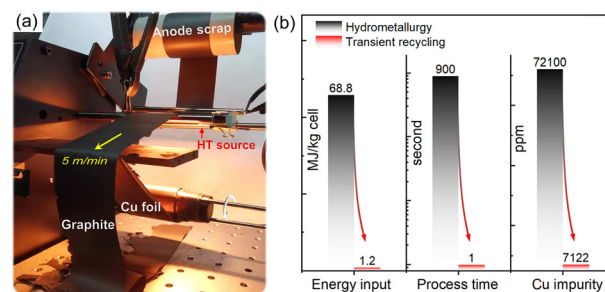 (a)
Anode scrap
HT source
5 m/min
Cu foil
Graphite
(b)
Hydrometallurgy
Transient recycling
MJ/kg cell
68.8
1.2
Energy input
second
900
1
Process time
ppm
72100
7122
Cu impurity